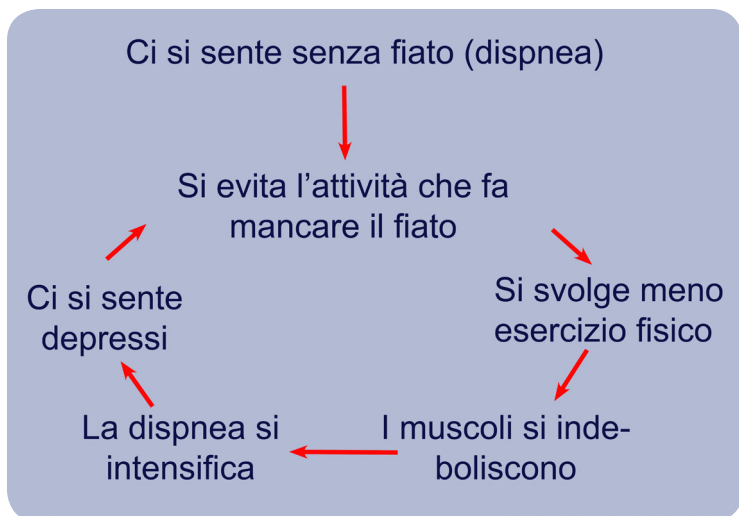 Ci si sente senza fiato (dispnea)
Si evita l'attività che fa
mancare il fiato
Si svolge meno
esercizio fisico
I muscoli si inde-
boliscono
La dispnea si
intensifica
Ci si sente
depressi